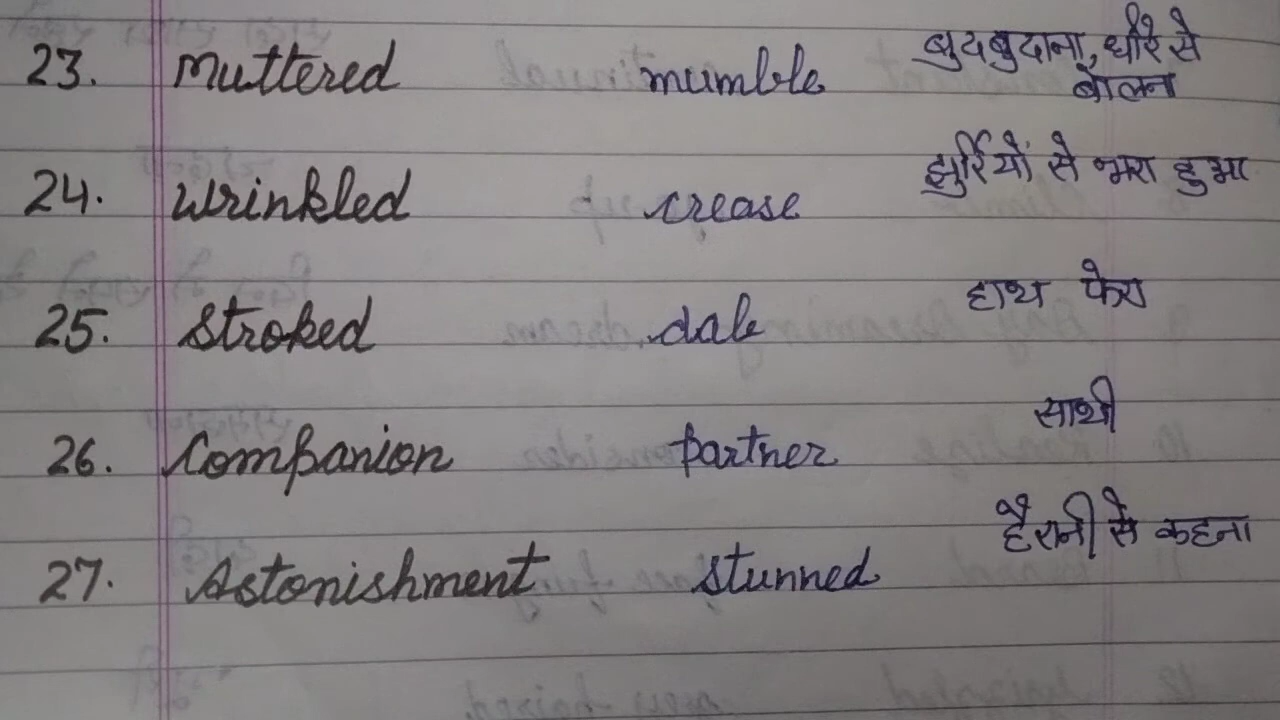 23. Muttered mumble बुदबुदाना, धीरे से
बोलन
24. Wrinkled crease झुर्रियों से भरा हुआ
25. Stroked dab हाथ फेरा
26. Companion partner साथी
27. Astonishment stunned हैरानी से कहना